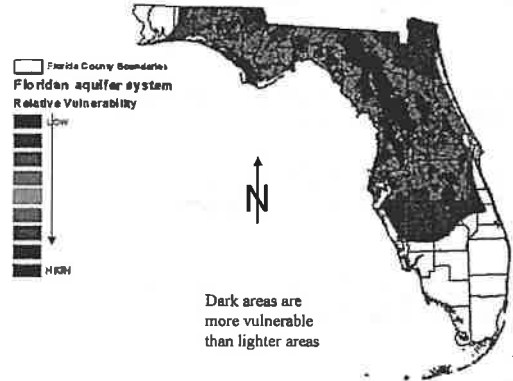 Florida County Boundaries
Floridan aquifer system
Relative Vulnerability
LOW
HIGH
N
Dark areas are
more vulnerable
than lighter areas